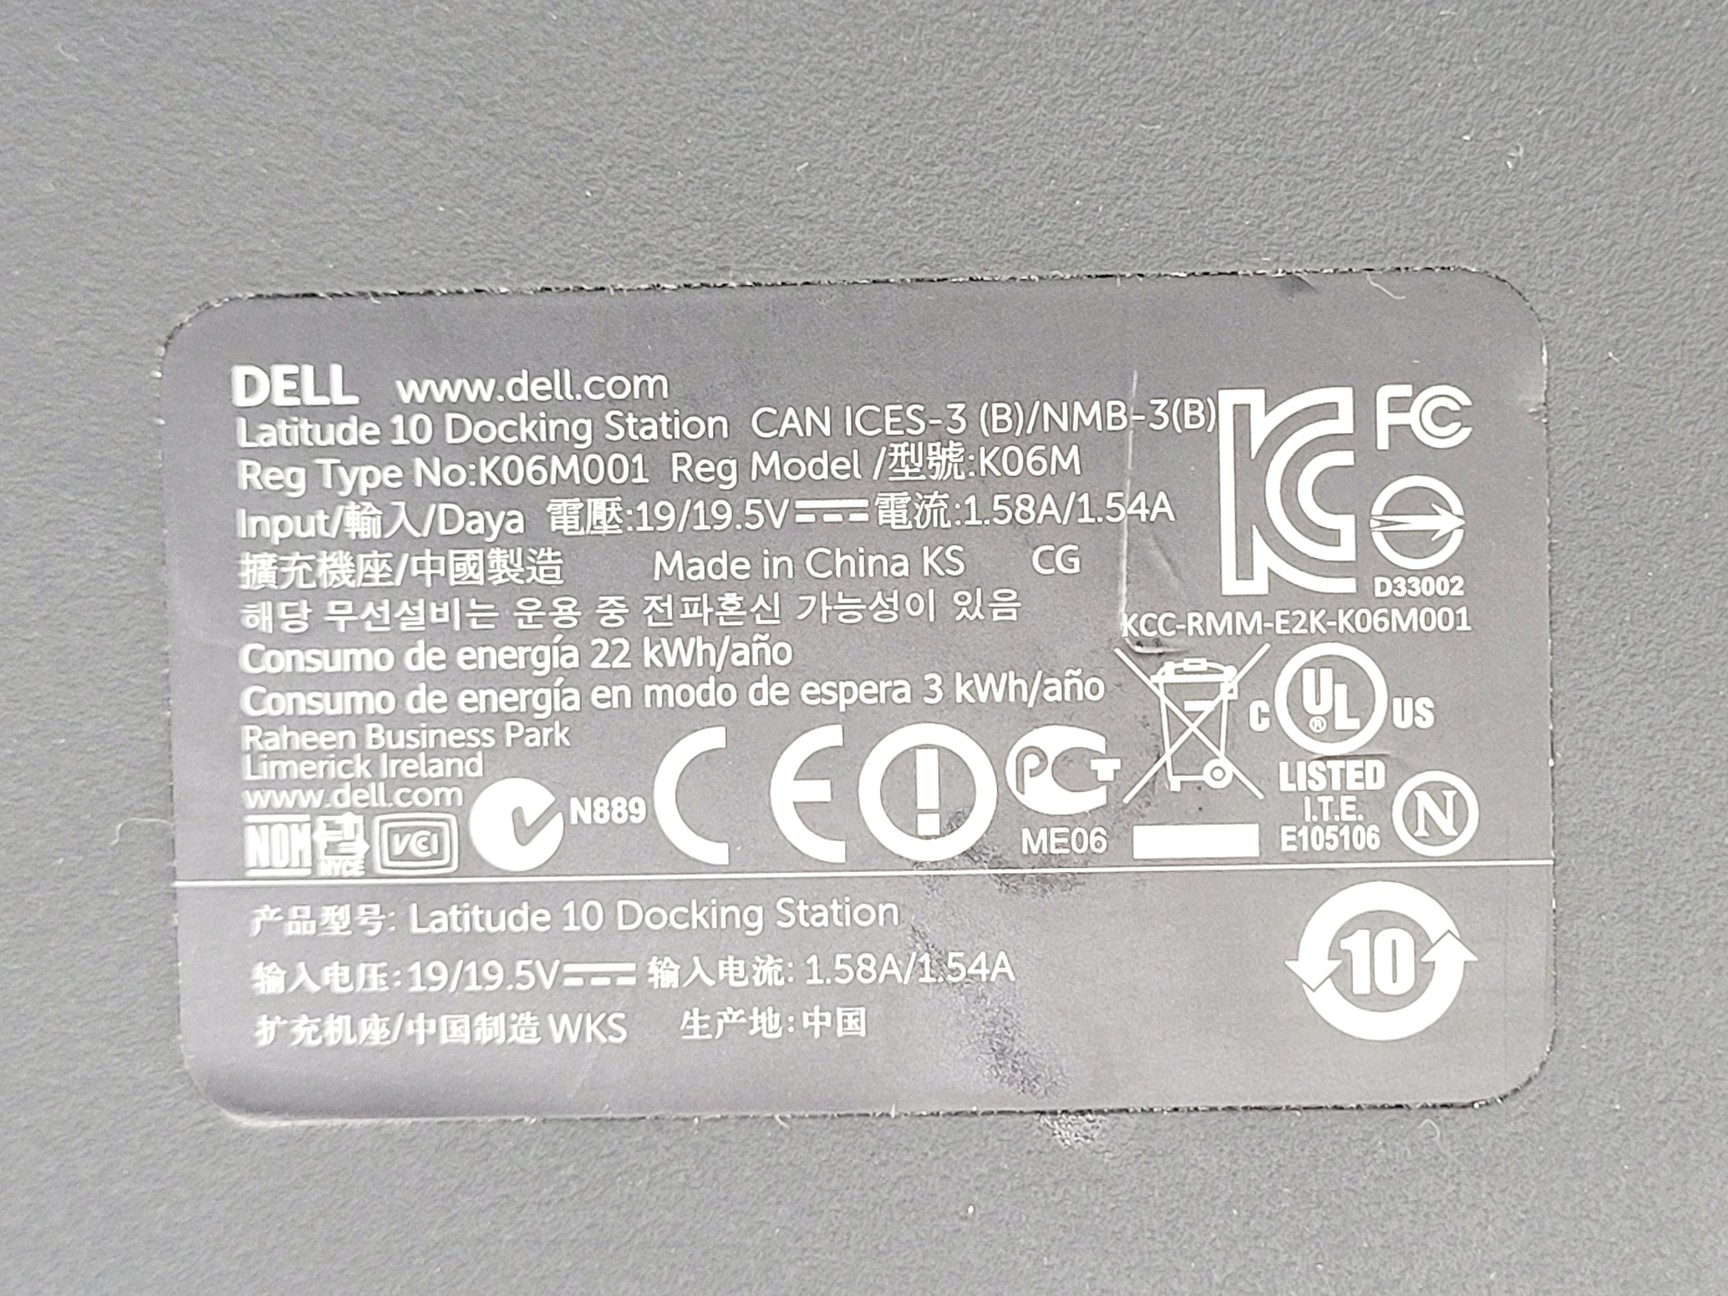 DELL www.dell.com
Latitude 10 Docking Station CAN ICES-3 (B)/NMB-3(B)
Reg Type No:K06M001 Reg Model /型號:K06M
Input/輸入/Daya 電壓:19/19.5V⎓電流:1.58A/1.54A
擴充機座/中國製造 Made in China KS CG
해당 무선설비는 운용 중 전파혼신 가능성이 있음
Consumo de energía 22 kWh/año
Consumo de energía en modo de espera 3 kWh/año
Raheen Business Park
Limerick Ireland
www.dell.com
NOM NYCE VCI
N889
CE
PCT
ME06
KC
FC
D33002
KCC-RMM-E2K-K06M001
C UL® US
LISTED
I.T.E.
E105106
N
产品型号: Latitude 10 Docking Station
输入电压:19/19.5V⎓输入电流: 1.58A/1.54A
扩充机座/中国制造 WKS 生产地:中国
10